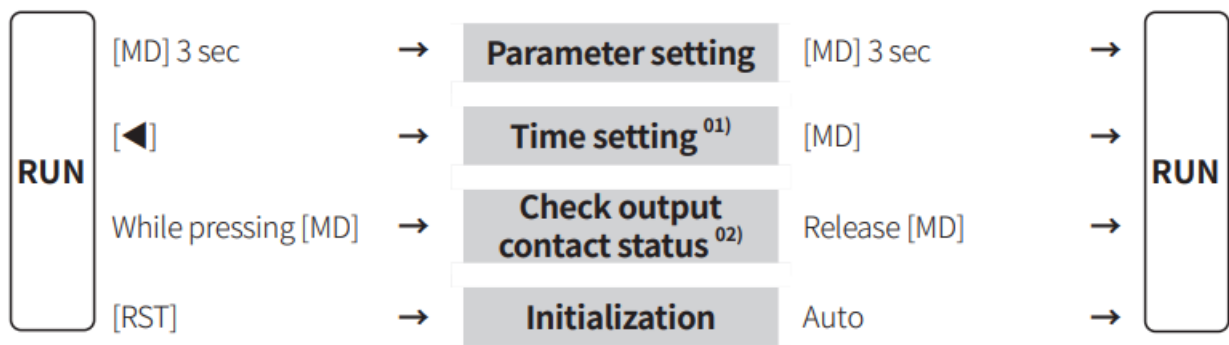 [MD] 3 sec → Parameter setting [MD] 3 sec →
[◀] → Time setting 01) [MD] →
RUN RUN
While pressing [MD] → Check output
contact status 02) Release [MD] →
[RST] → Initialization Auto →